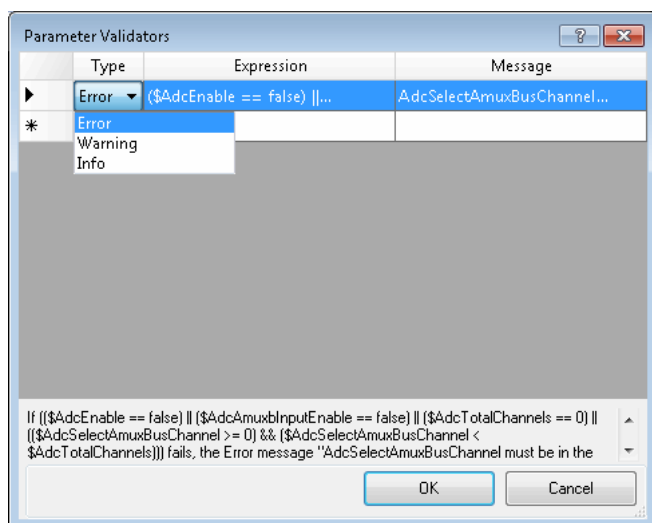 Parameter Validators
Type Expression Message
Error ($AdcEnable == false) ||... AdcSelectAmuxBusChannel...
Error
Warning
Info
If (($AdcEnable == false) || ($AdcAmuxbInputEnable == false) || ($AdcTotalChannels == 0) ||
(($AdcSelectAmuxBusChannel >= 0) && ($AdcSelectAmuxBusChannel <
$AdcTotalChannels))) fails, the Error message "AdcSelectAmuxBusChannel must be in the
OK Cancel